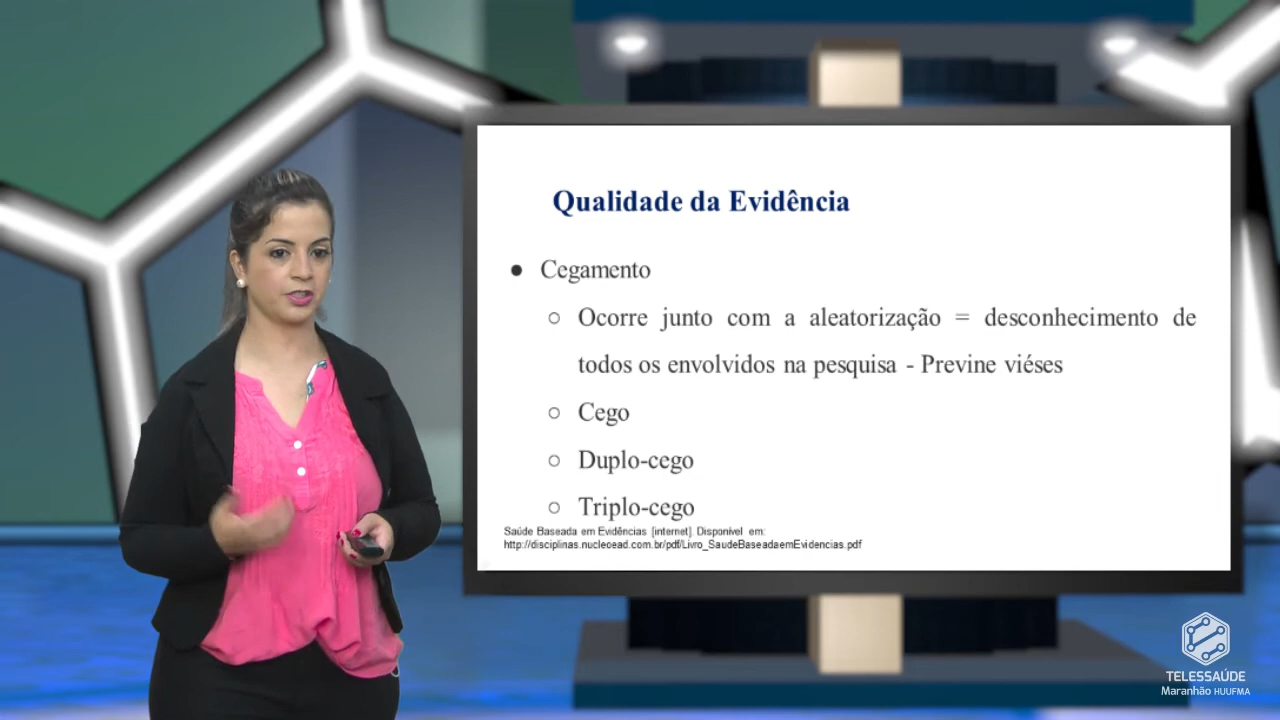 Qualidade da Evidência
● Cegamento
○ Ocorre junto com a aleatorização = desconhecimento de
todos os envolvidos na pesquisa - Previne viéses
○ Cego
○ Duplo-cego
○ Triplo-cego
Saúde Baseada em Evidências [internet]. Disponível em:
http://disciplinas.nucleoead.com.br/pdf/Livro_SaudeBaseadaemEvidencias.pdf
TELESSAÚDE
Maranhão HUUFMA